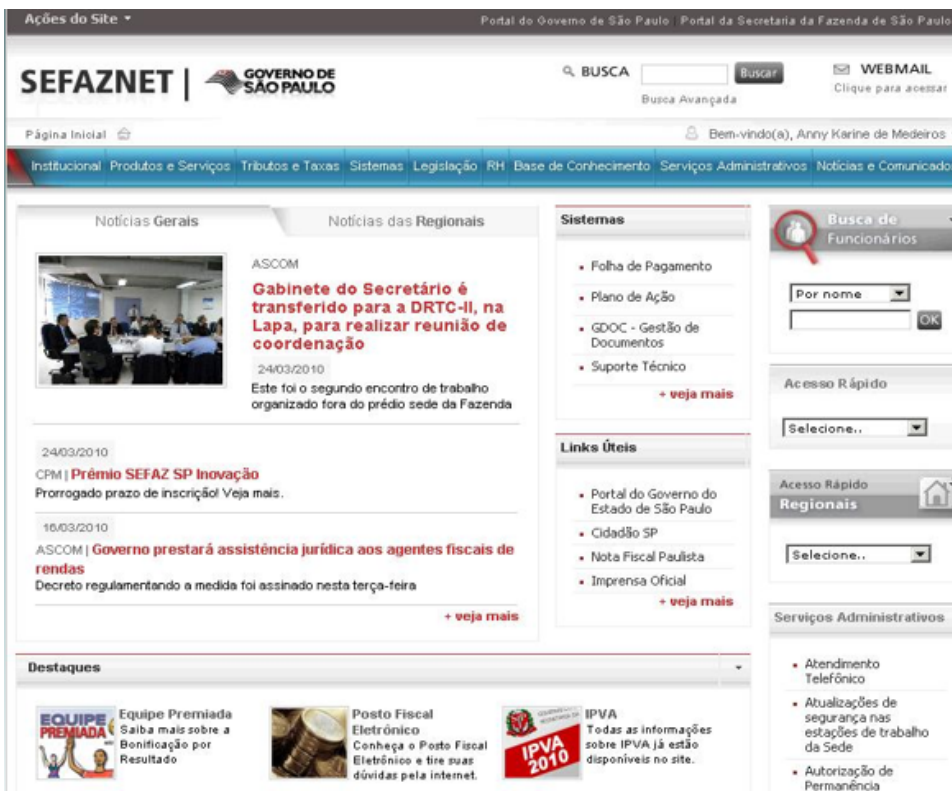 Ações do Site
Portal do Governo de São Paulo | Portal da Secretaria da Fazenda de São Paulo
SEFAZNET |
GOVERNO DE
SÃO PAULO
BUSCA
Buscar
Busca Avançada
WEBMAIL
Clique para acessar
Página Inicial
Bem-vindo(a), Anny Karine de Medeiros
Institucional Produtos e Serviços Tributos e Taxas Sistemas Legislação RH Base de Conhecimento Serviços Administrativos Notícias e Comunicado
Notícias Gerais
Notícias das Regionais
ASCOM
Gabinete do Secretário é
transferido para a DRTC-II, na
Lapa, para realizar reunião de
coordenação
24/03/2010
Este foi o segundo encontro de trabalho
organizado fora do prédio sede da Fazenda
24/03/2010
CPM | Prêmio SEFAZ SP Inovação
Prorrogado prazo de inscrição! Veja mais.
16/03/2010
ASCOM | Governo prestará assistência jurídica aos agentes fiscais de
rendas
Decreto regulamentando a medida foi assinado nesta terça-feira
+ veja mais
Sistemas
Folha de Pagamento
Plano de Ação
GDOC - Gestão de
Documentos
Suporte Técnico
+ veja mais
Links Úteis
Portal do Governo do
Estado de São Paulo
Cidadão SP
Nota Fiscal Paulista
Imprensa Oficial
+ veja mais
Busca de
Funcionários
Por nome
OK
Acesso Rápido
Selecione..
Acesso Rápido
Regionais
Selecione..
Serviços Administrativos
Atendimento
Telefônico
Atualizações de
segurança nas
estações de trabalho
da Sede
Autorização de
Permanência
Destaques
EQUIPE
PREMIADA
Equipe Premiada
Saiba mais sobre a
Bonificação por
Resultado
Posto Fiscal
Eletrônico
Conheça o Posto Fiscal
Eletrônico e tire suas
dúvidas pela internet.
IPVA
2010
IPVA
Todas as informações
sobre IPVA já estão
disponíveis no site.